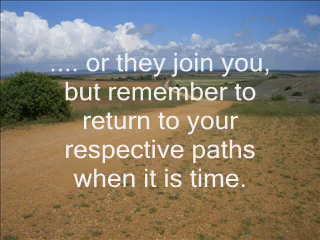 .... or they join you,
but remember to
return to your
respective paths
when it is time.